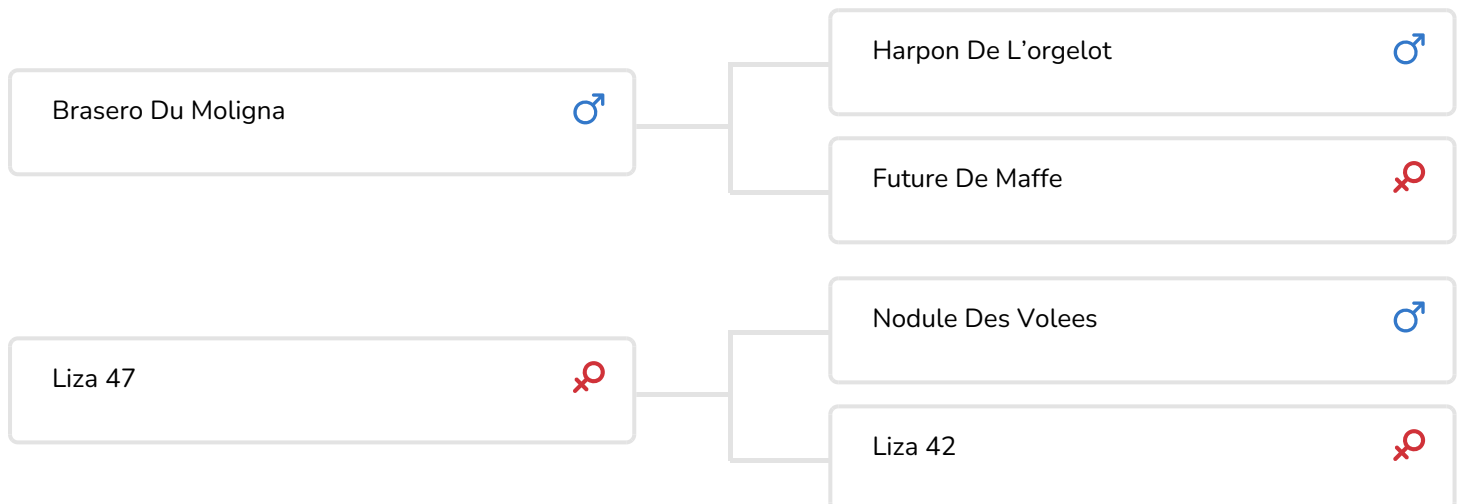 Harpon De L’orgelot
Brasero Du Moligna
Future De Maffe
Nodule Des Volees
Liza 47
Liza 42